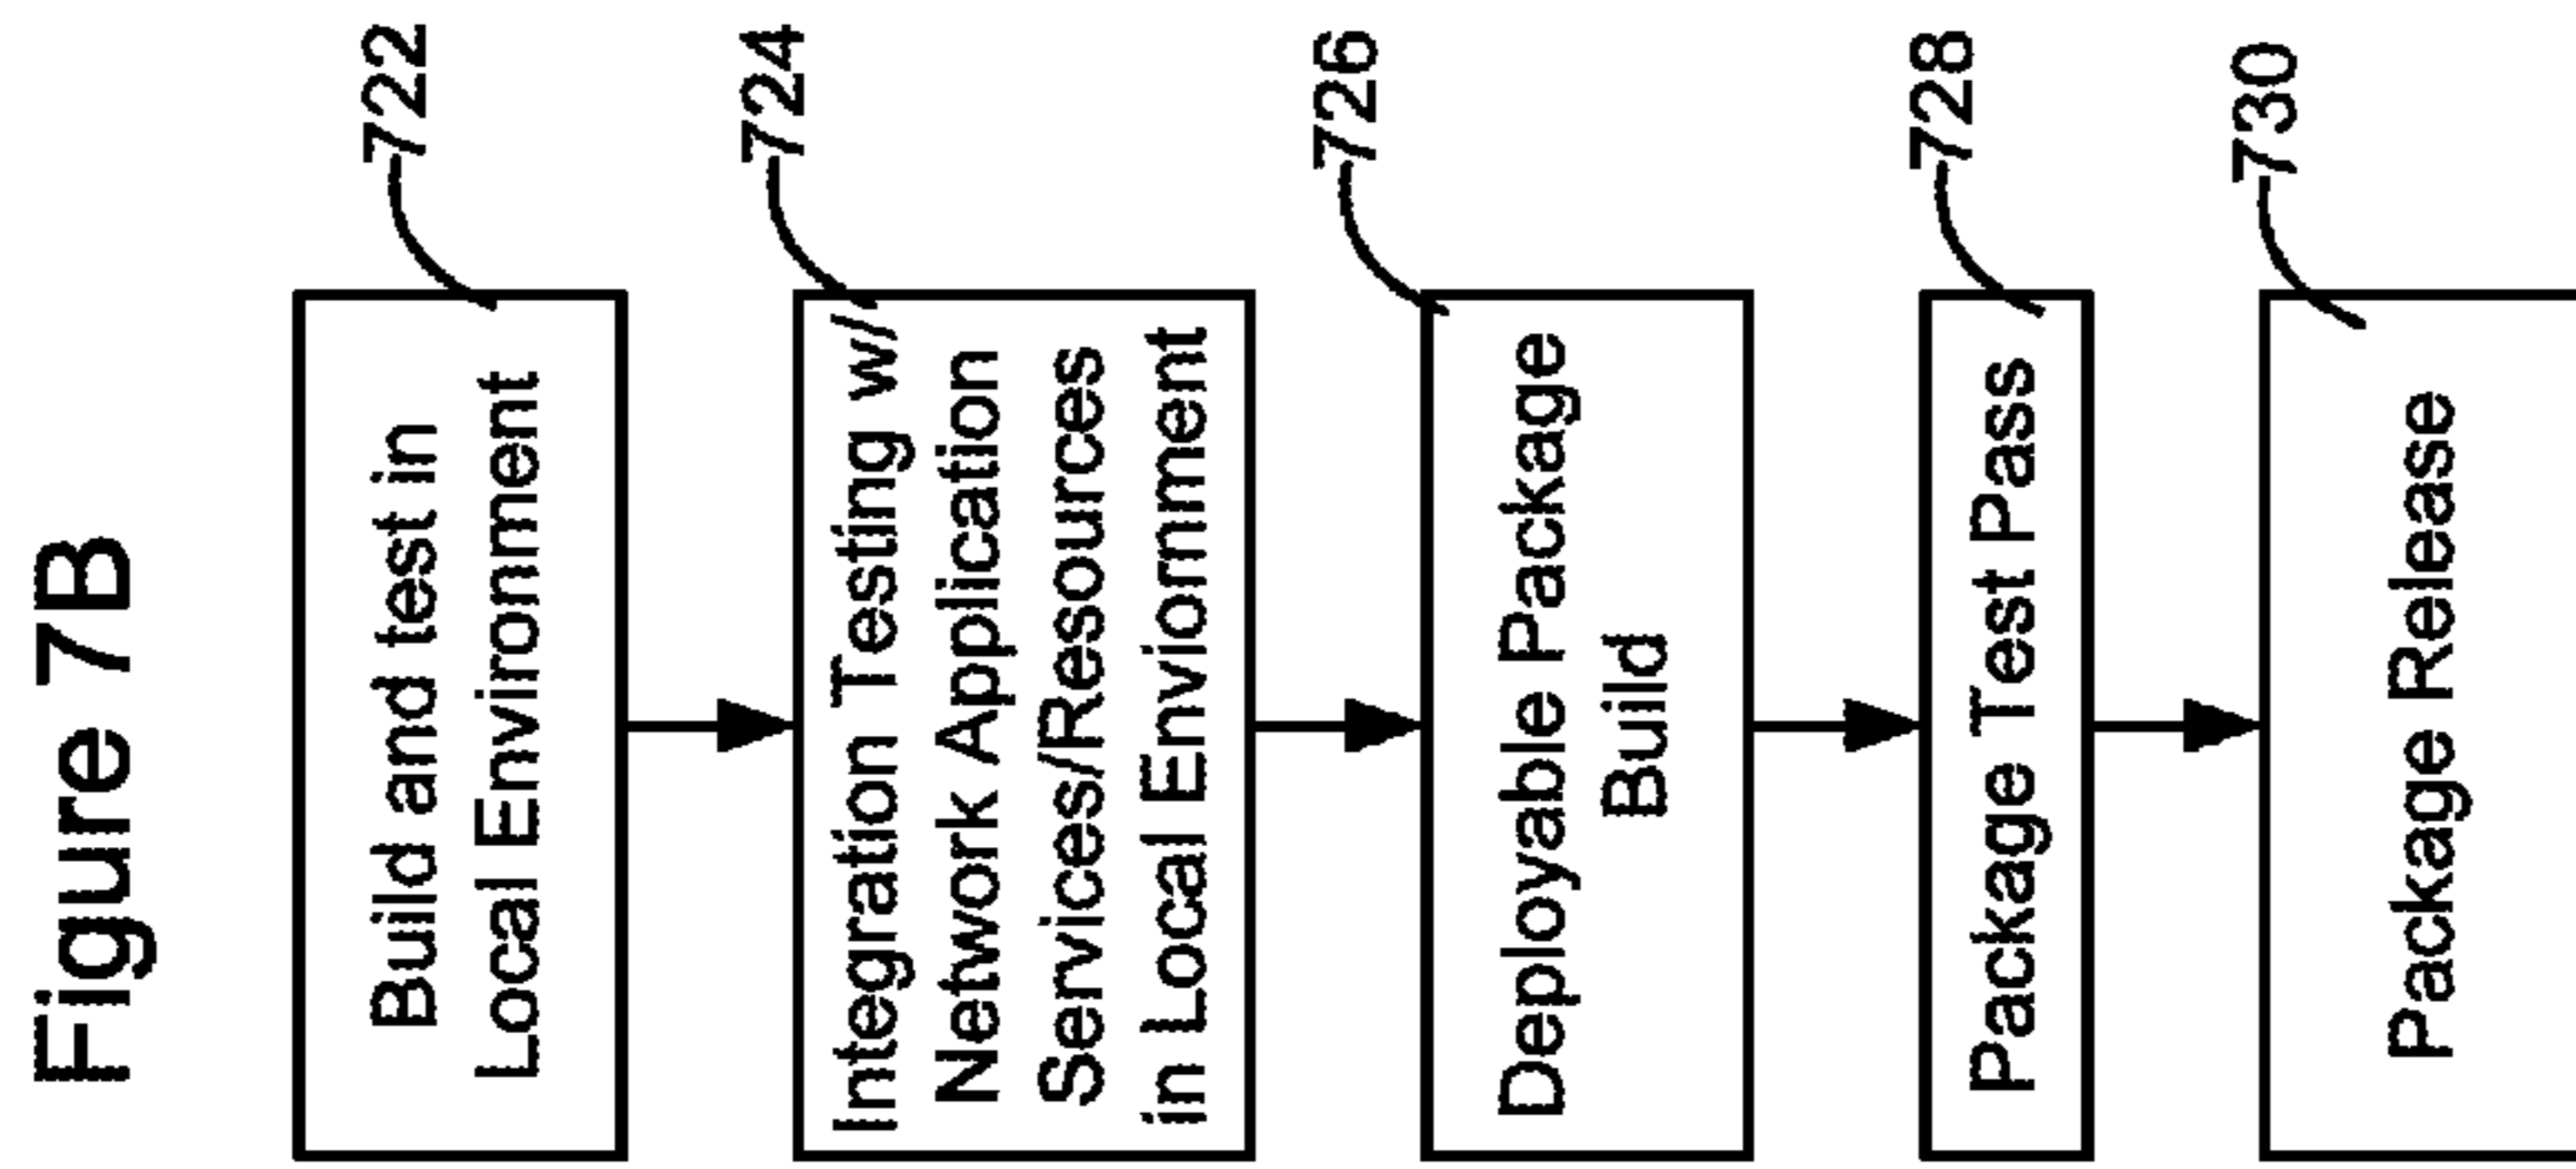 Figure 7B
Build and test in
Local Environment
722
Integration Testing w/
Network Application
Services/Resources
in Local Enviornment
724
Deployable Package
Build
726
Package Test Pass
728
Package Release
730